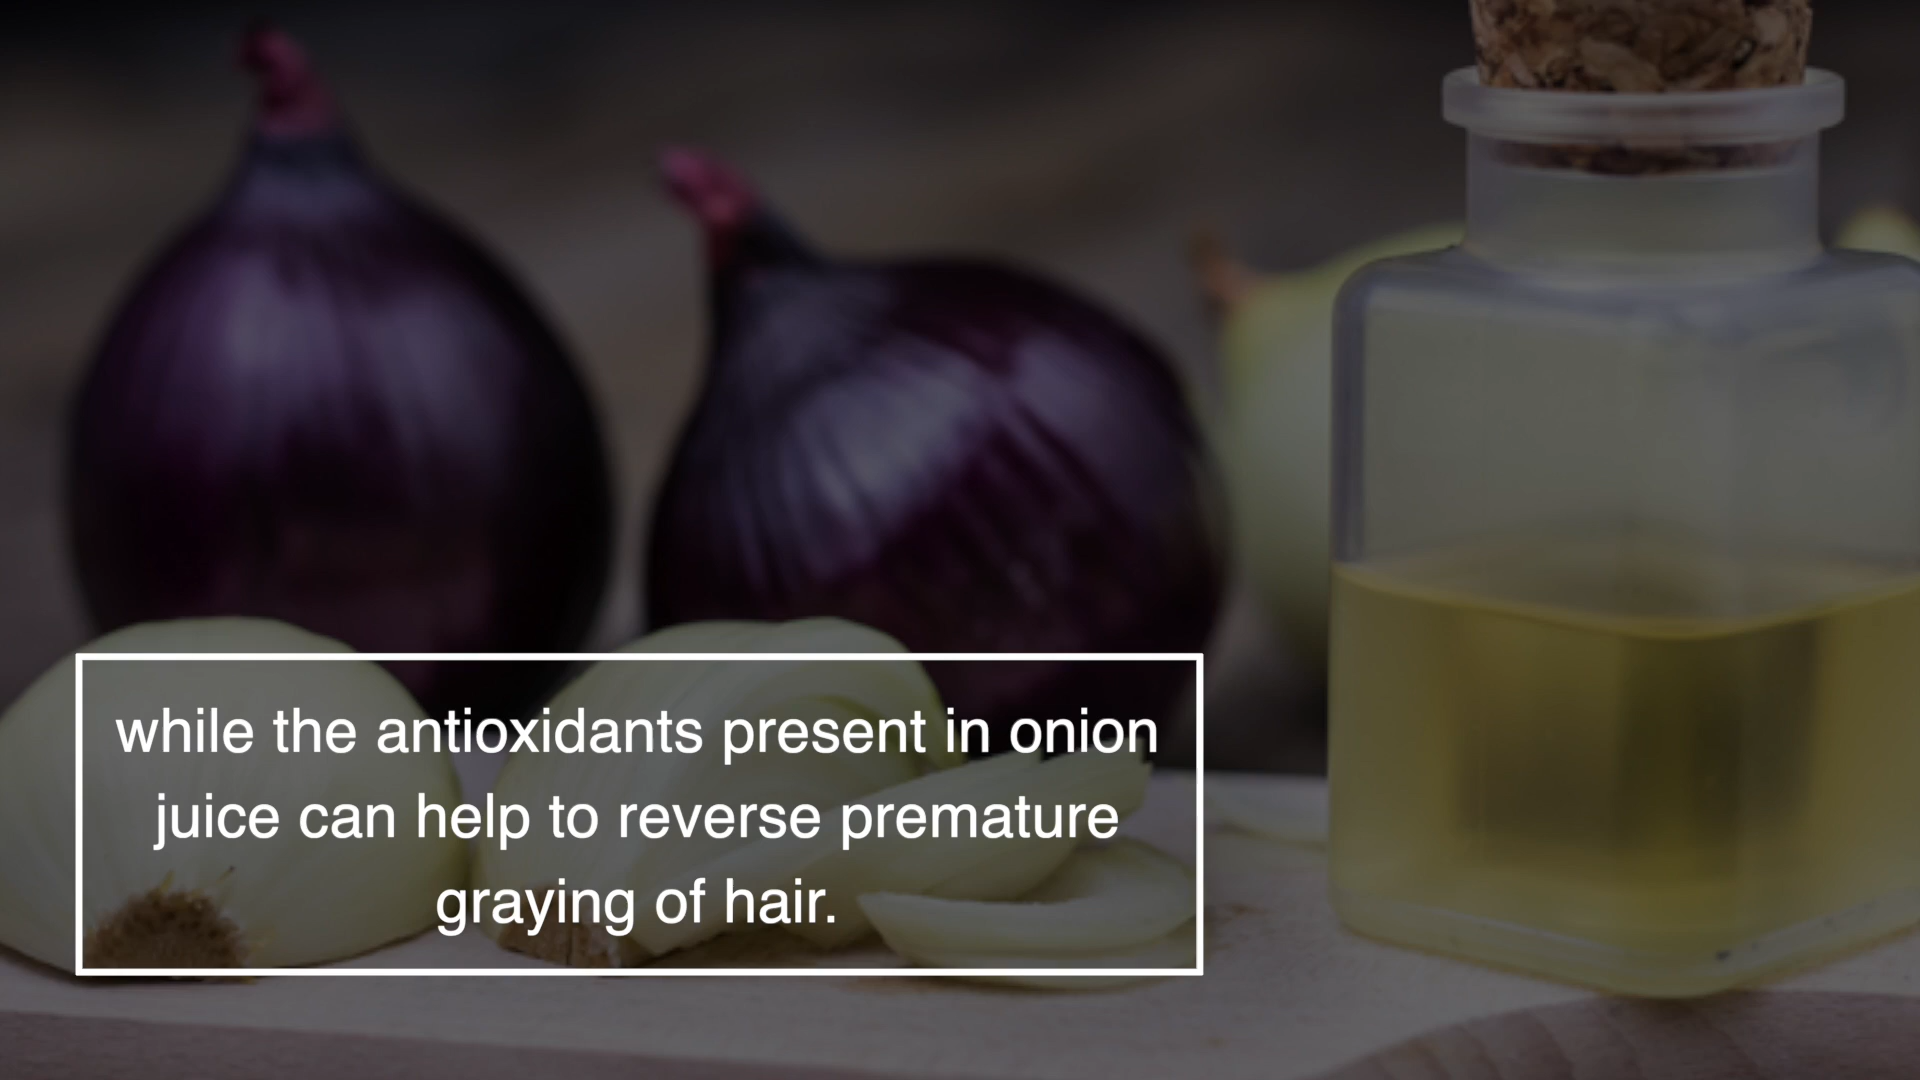 while the antioxidants present in onion
juice can help to reverse premature
graying of hair.